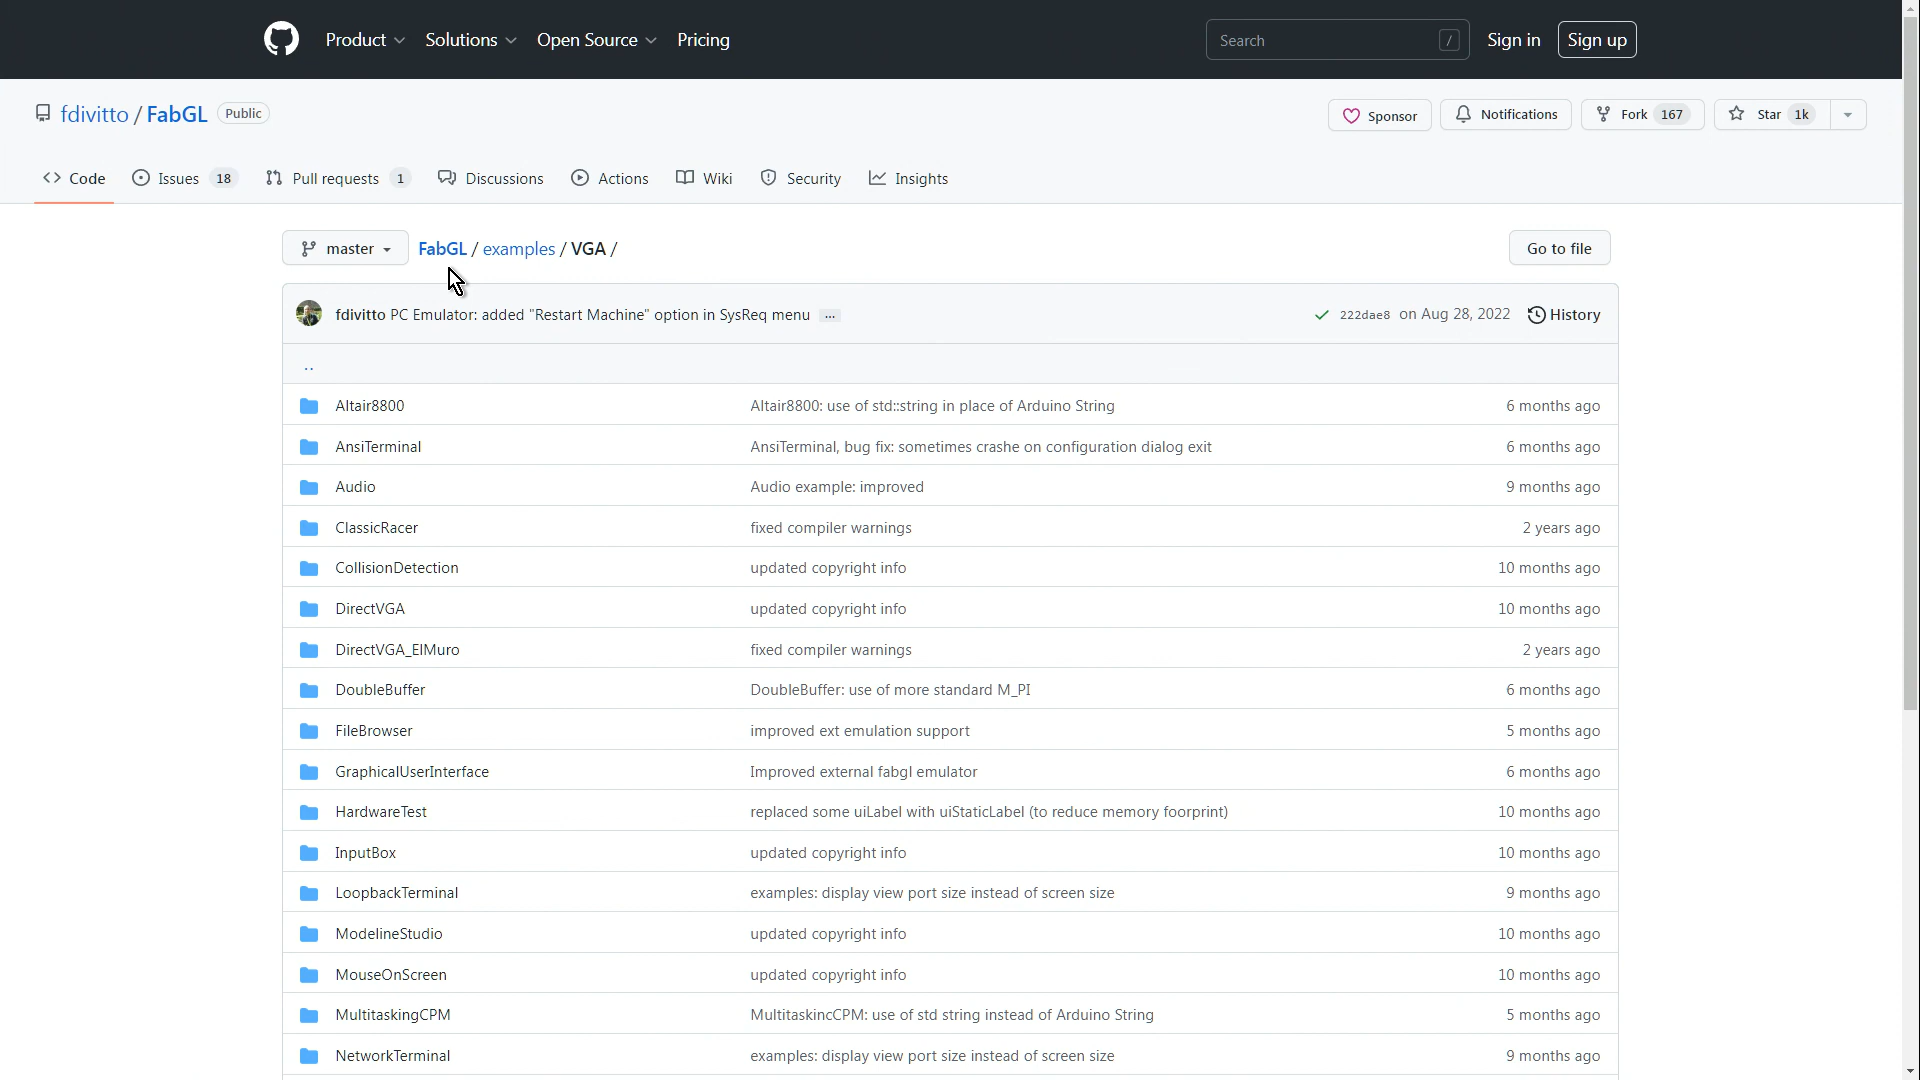 Product Solutions Open Source Pricing Search / Sign in Sign up
fdivitto / FabGL Public Sponsor Notifications Fork 167 Star 1k
Code Issues 18 Pull requests 1 Discussions Actions Wiki Security Insights
master FabGL / examples / VGA / Go to file
fdivitto PC Emulator: added "Restart Machine" option in SysReq menu ... 222dae8 on Aug 28, 2022 History
..
Altair8800 Altair8800: use of std::string in place of Arduino String 6 months ago
AnsiTerminal AnsiTerminal, bug fix: sometimes crashe on configuration dialog exit 6 months ago
Audio Audio example: improved 9 months ago
ClassicRacer fixed compiler warnings 2 years ago
CollisionDetection updated copyright info 10 months ago
DirectVGA updated copyright info 10 months ago
DirectVGA_ElMuro fixed compiler warnings 2 years ago
DoubleBuffer DoubleBuffer: use of more standard M_PI 6 months ago
FileBrowser improved ext emulation support 5 months ago
GraphicalUserInterface Improved external fabgl emulator 6 months ago
HardwareTest replaced some uiLabel with uiStaticLabel (to reduce memory foorprint) 10 months ago
InputBox updated copyright info 10 months ago
LoopbackTerminal examples: display view port size instead of screen size 9 months ago
ModelineStudio updated copyright info 10 months ago
MouseOnScreen updated copyright info 10 months ago
MultitaskingCPM MultitaskincCPM: use of std string instead of Arduino String 5 months ago
NetworkTerminal examples: display view port size instead of screen size 9 months ago